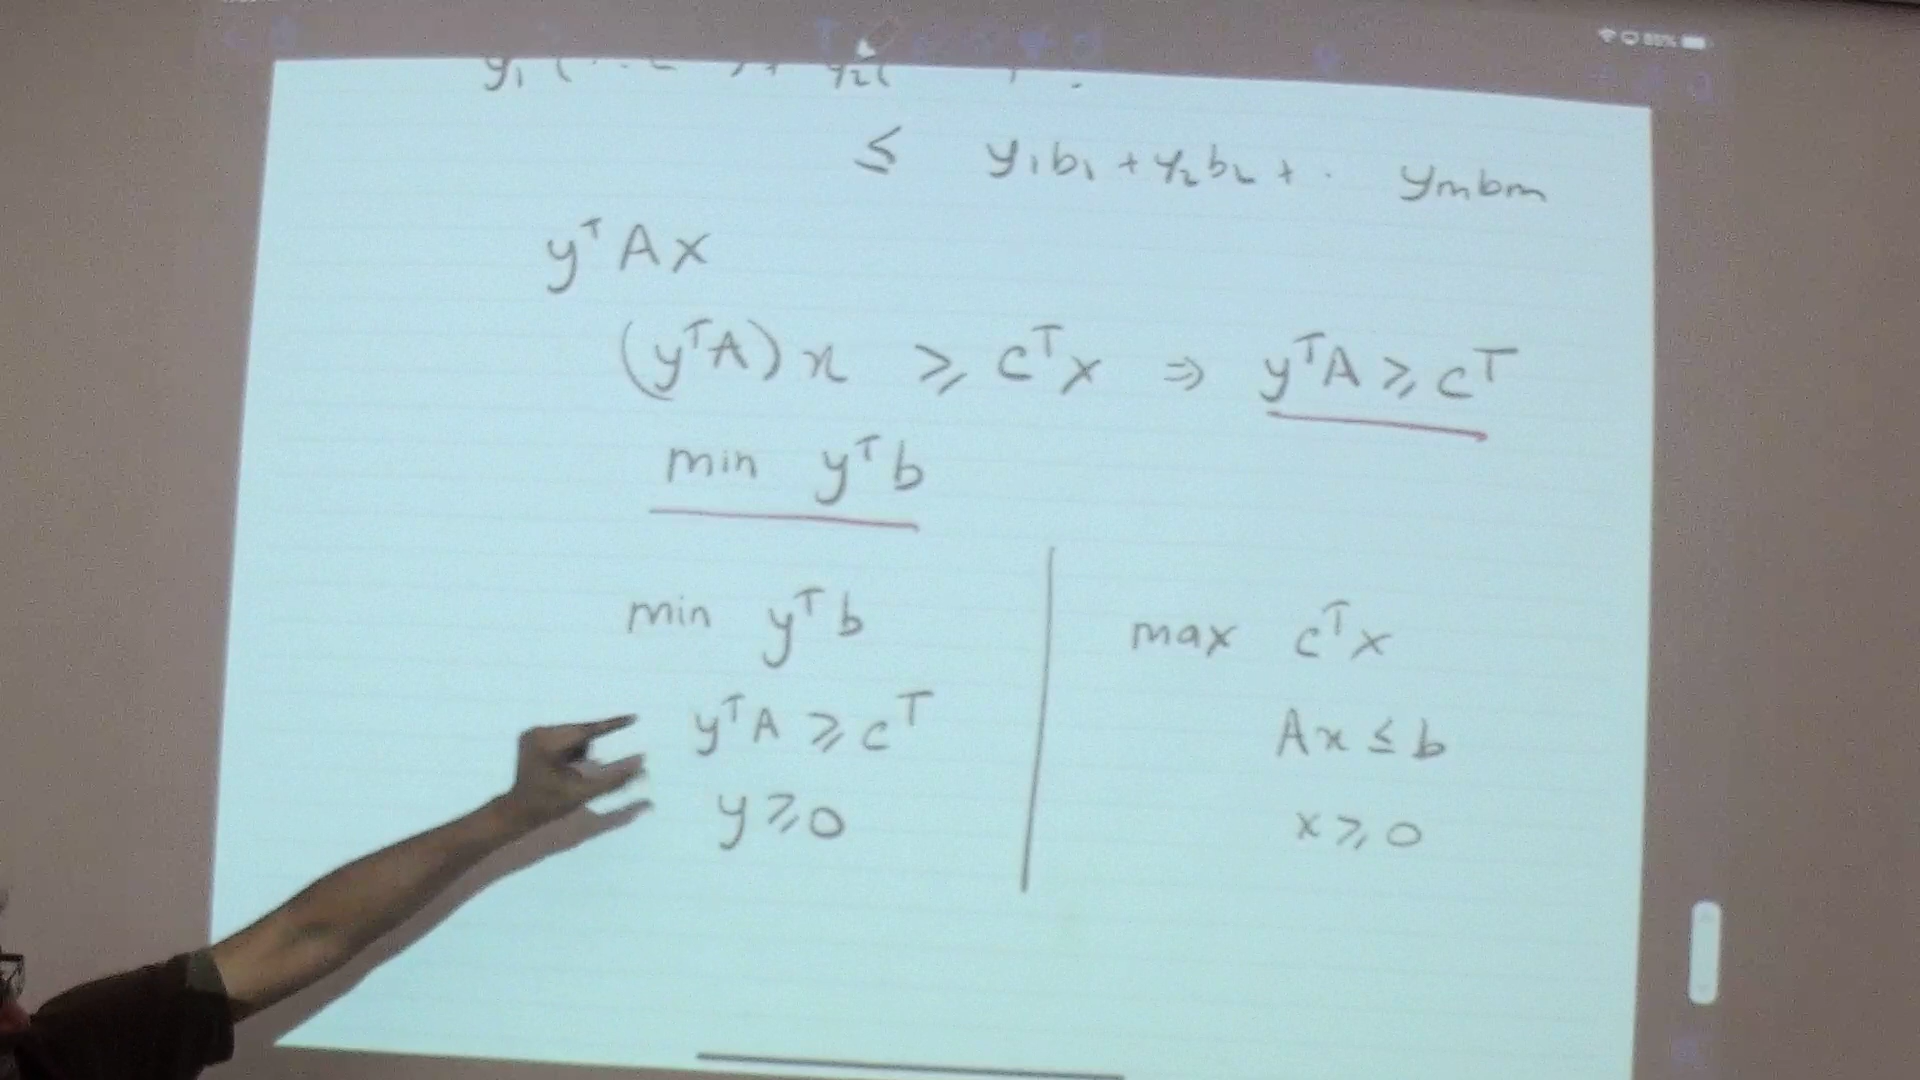 ≤ y₁b₁ + y₂b₂ + · yₘbₘ
yᵀAx
(yᵀA)x ≥ cᵀx ⇒ yᵀA ≥ cᵀ
min yᵀb
min yᵀb
yᵀA ≥ cᵀ
y ≥ 0
max cᵀx
Ax ≤ b
x ≥ 0